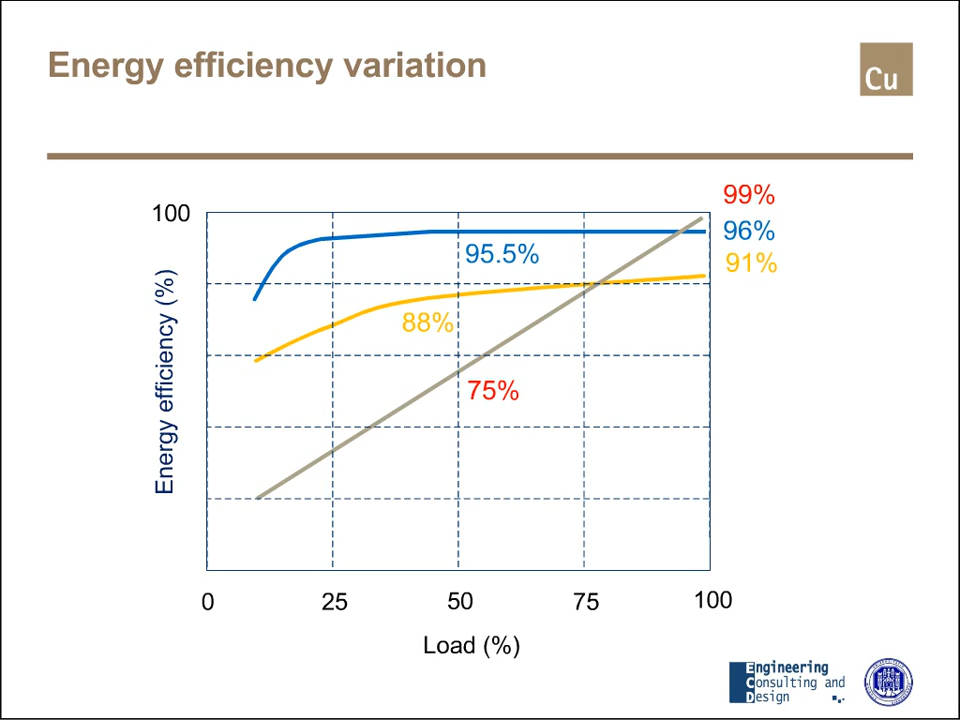 Energy efficiency variation
Cu
99%
100
96%
95.5%
91%
88%
75%
Energy efficiency (%)
0 25 50 75 100
Load (%)
Engineering
Consulting and
Design